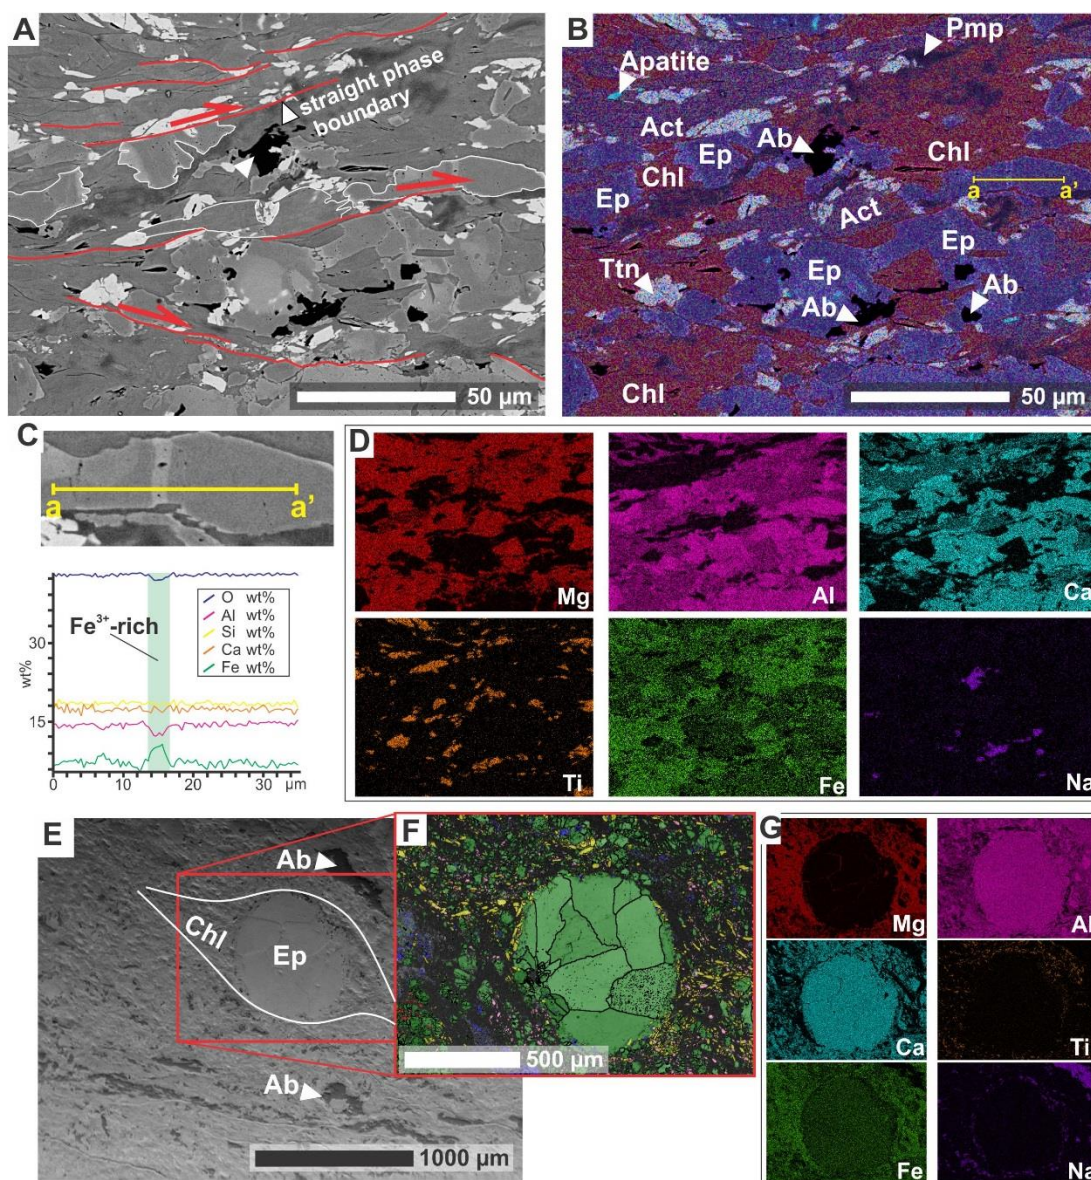 A
straight phase
boundary
50 µm
B
Pmp
Apatite
Act
Ab
Ep
Chl
Chl
a
a'
Ep
Act
Ep
Ttn
Ep
Ab
Ab
Chl
50 µm
C
a
a'
Fe³⁺-rich
O wt%
Al wt%
Si wt%
Ca wt%
Fe wt%
30
wt%
15
0
10
20
30
µm
D
Mg
Al
Ca
Ti
Fe
Na
E
Ab
Chl
Ep
Ab
1000 µm
F
500 µm
G
Mg
Al
Ca
Ti
Fe
Na